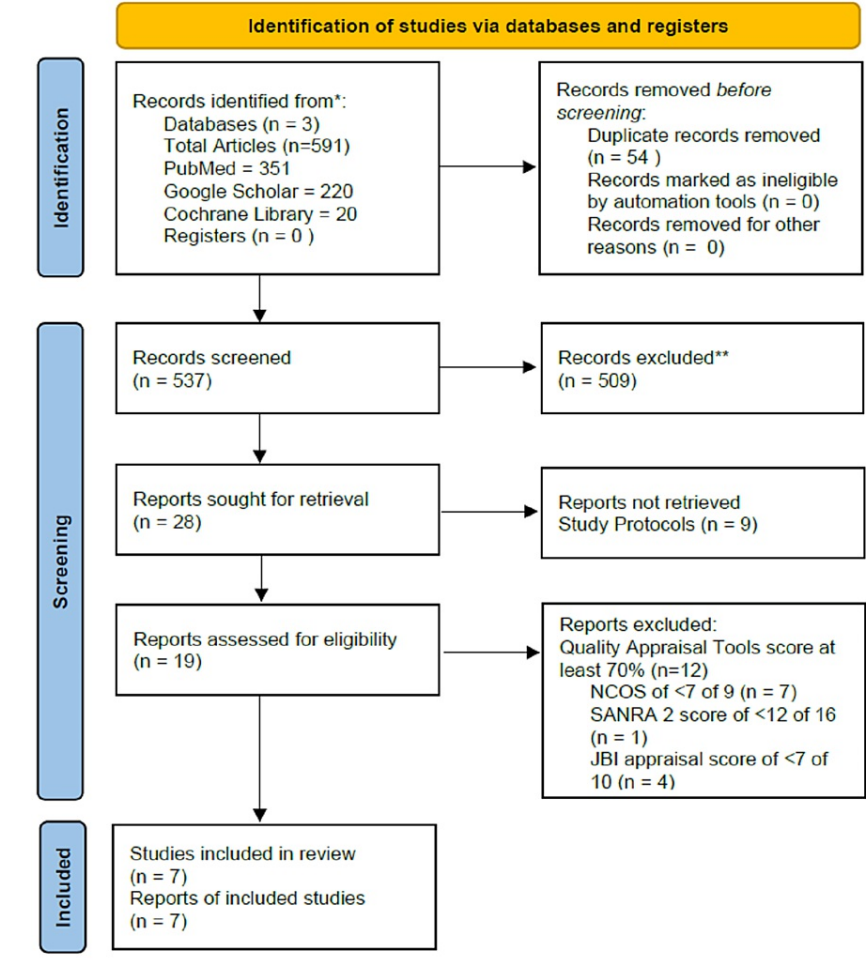 Identification of studies via databases and registers
Identification
Records identified from*:
Databases (n = 3)
Total Articles (n=591)
PubMed = 351
Google Scholar = 220
Cochrane Library = 20
Registers (n = 0 )
Records removed before
screening:
Duplicate records removed
(n = 54 )
Records marked as ineligible
by automation tools (n = 0)
Records removed for other
reasons (n =  0)
Screening
Records screened
(n = 537)
Records excluded**
(n = 509)
Reports sought for retrieval
(n = 28)
Reports not retrieved
Study Protocols (n = 9)
Reports assessed for eligibility
(n = 19)
Reports excluded:
Quality Appraisal Tools score at
least 70% (n=12)
NCOS of <7 of 9 (n = 7)
SANRA 2 score of <12 of 16
(n = 1)
JBI appraisal score of <7 of
10 (n = 4)
Included
Studies included in review
(n = 7)
Reports of included studies
(n = 7)